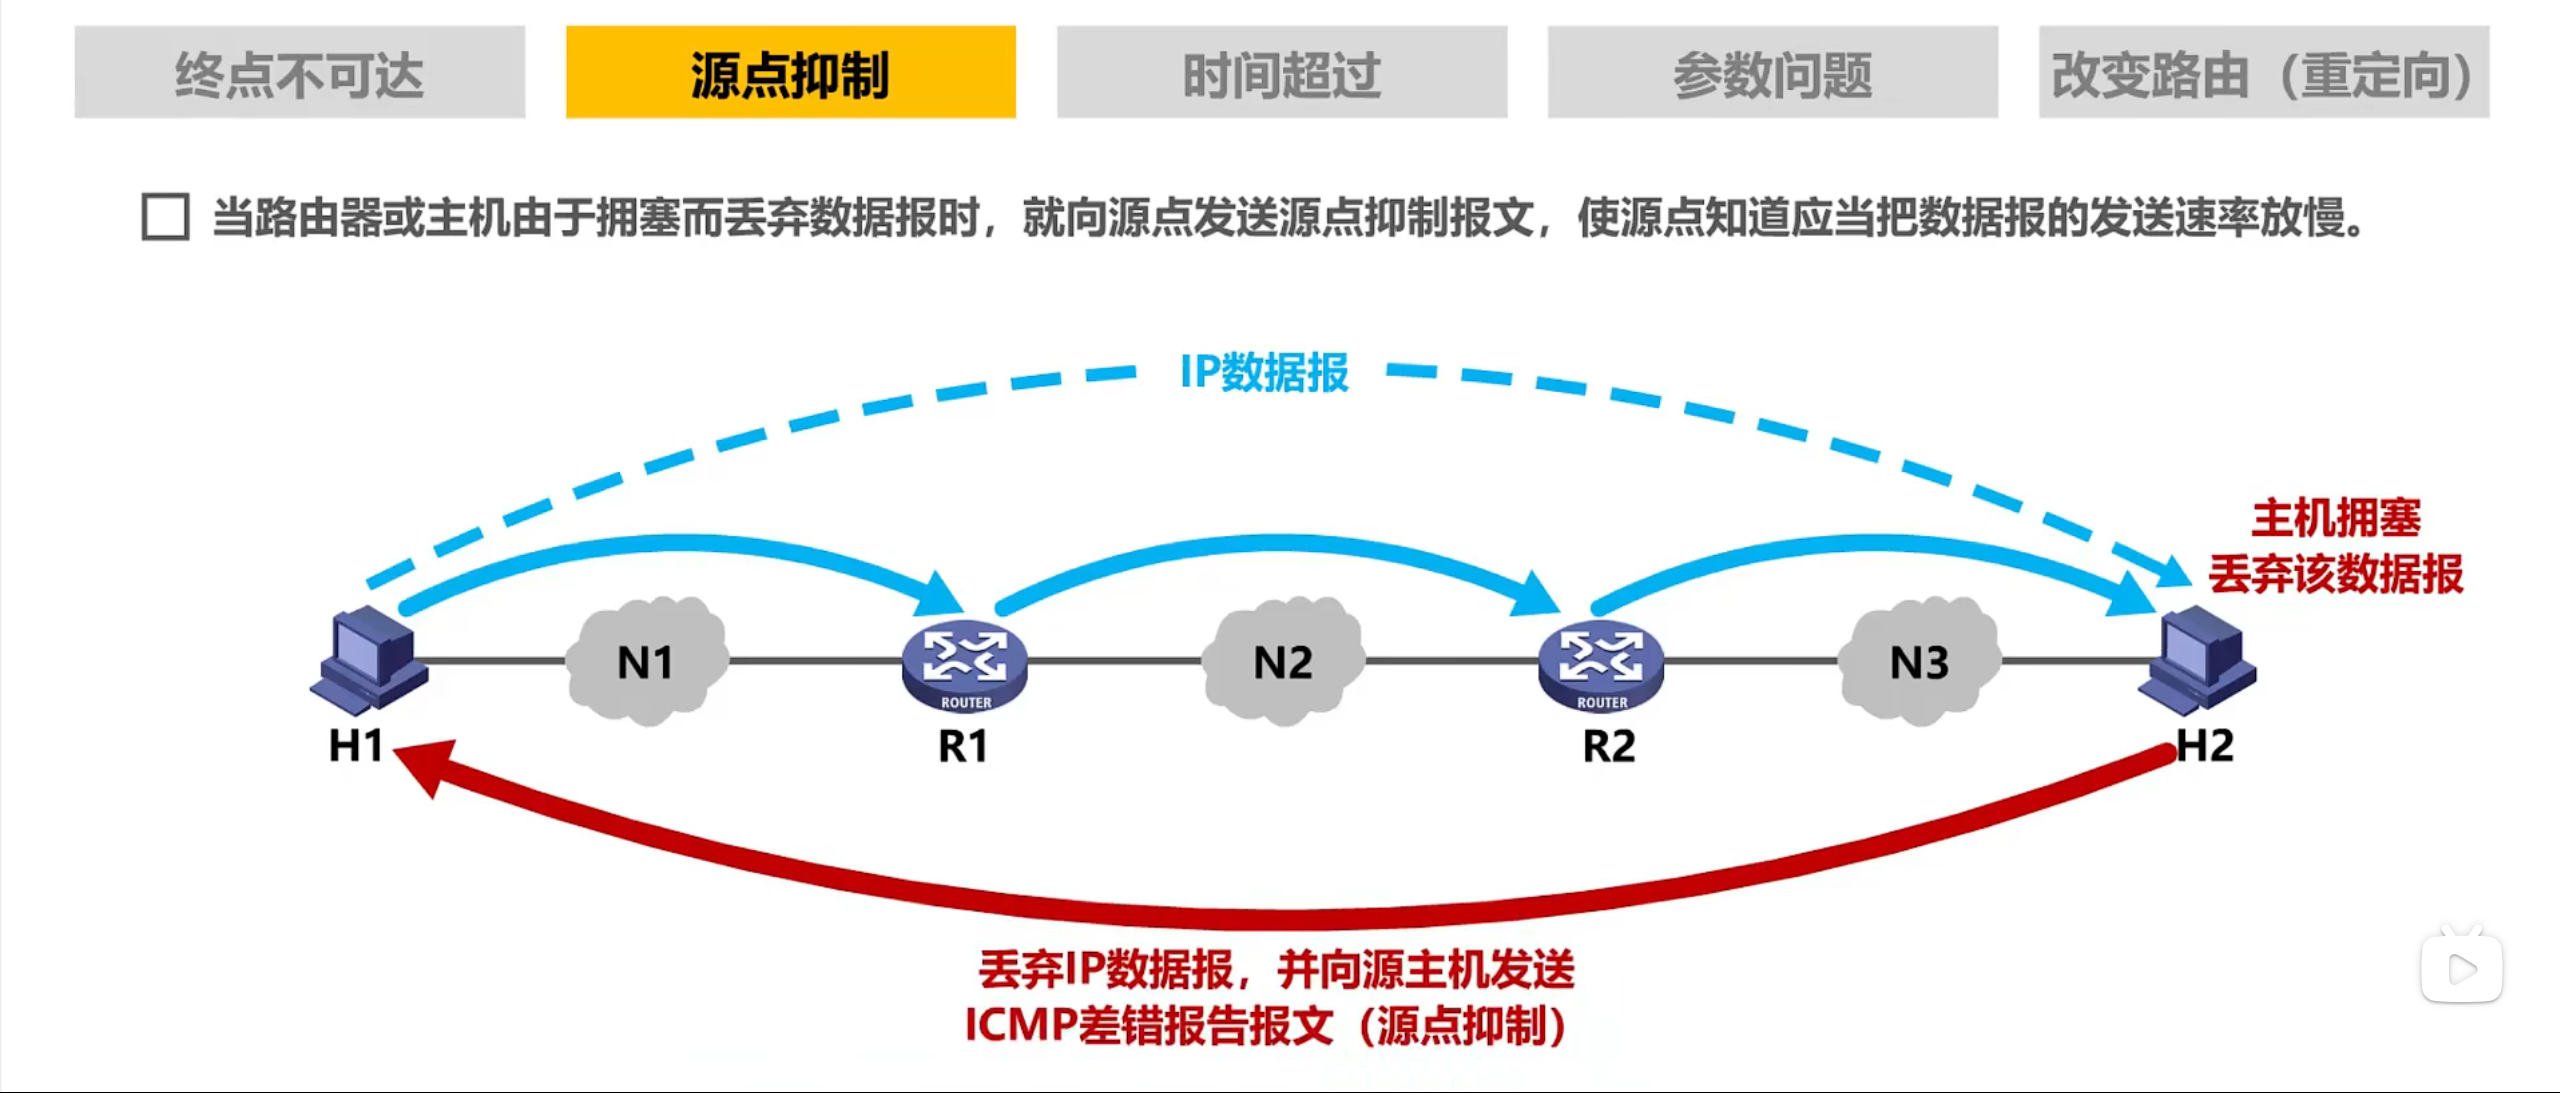 终点不可达
源点抑制
时间超过
参数问题
改变路由（重定向）
当路由器或主机由于拥塞而丢弃数据报时，就向源点发送源点抑制报文，使源点知道应当把数据报的发送速率放慢。
IP数据报
主机拥塞
丢弃该数据报
N1
N2
N3
ROUTER
ROUTER
H1
R1
R2
H2
丢弃IP数据报，并向源主机发送
ICMP差错报告报文（源点抑制）